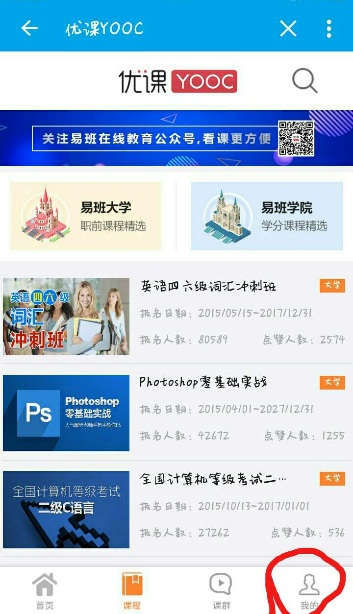 优课YOOC
优课 YOOC
关注易班在线教育公众号,看课更方便
易班大学
职前课程精选
易班学院
学分课程精选
英语四六级
词汇
冲刺班
英语四六级词汇冲刺班
大学
报名日期：2015/05/15-2017/12/31
报名人数：80589 点赞人数：2574
Photoshop
零基础实战
Ps
Photoshop零基础实战
大学
报名日期：2015/04/01-2027/12/31
报名人数：42672 点赞人数：1255
全国计算机等级考试
二级C语言
全国计算机等级考试二…
大学
报名日期：2015/10/13-2017/01/01
报名人数：27262 点赞人数：536
首页
课程
课群
我的